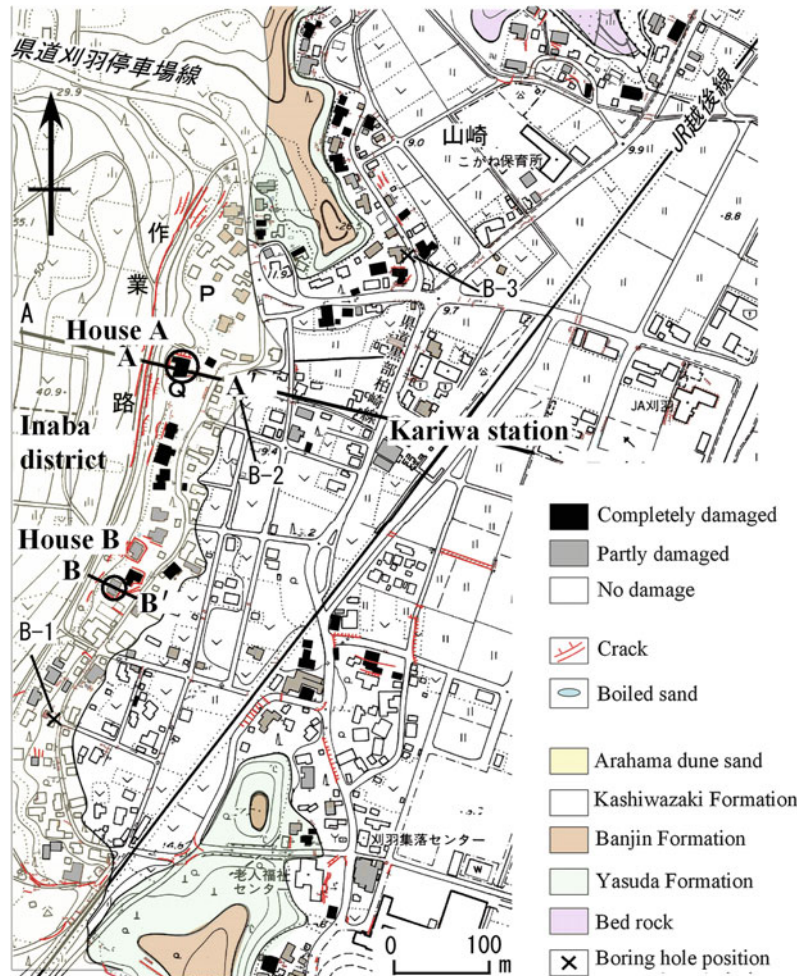 県道刈羽停車場線
29.9
山崎
こがね保育所
9.0
9.9
JR越後線
8.8
作
業
路
P
11.9
B-3
9.7
A
House A
A
Q
A
40.9
Inaba
district
Kariwa station
JA刈羽
B-2
9.4
House B
B
B
B-1
14.6
老人福祉
センター
刈羽集落センター
0 100
m
Completely damaged
Partly damaged
No damage
Crack
Boiled sand
Arahama dune sand
Kashiwazaki Formation
Banjin Formation
Yasuda Formation
Bed rock
Boring hole position